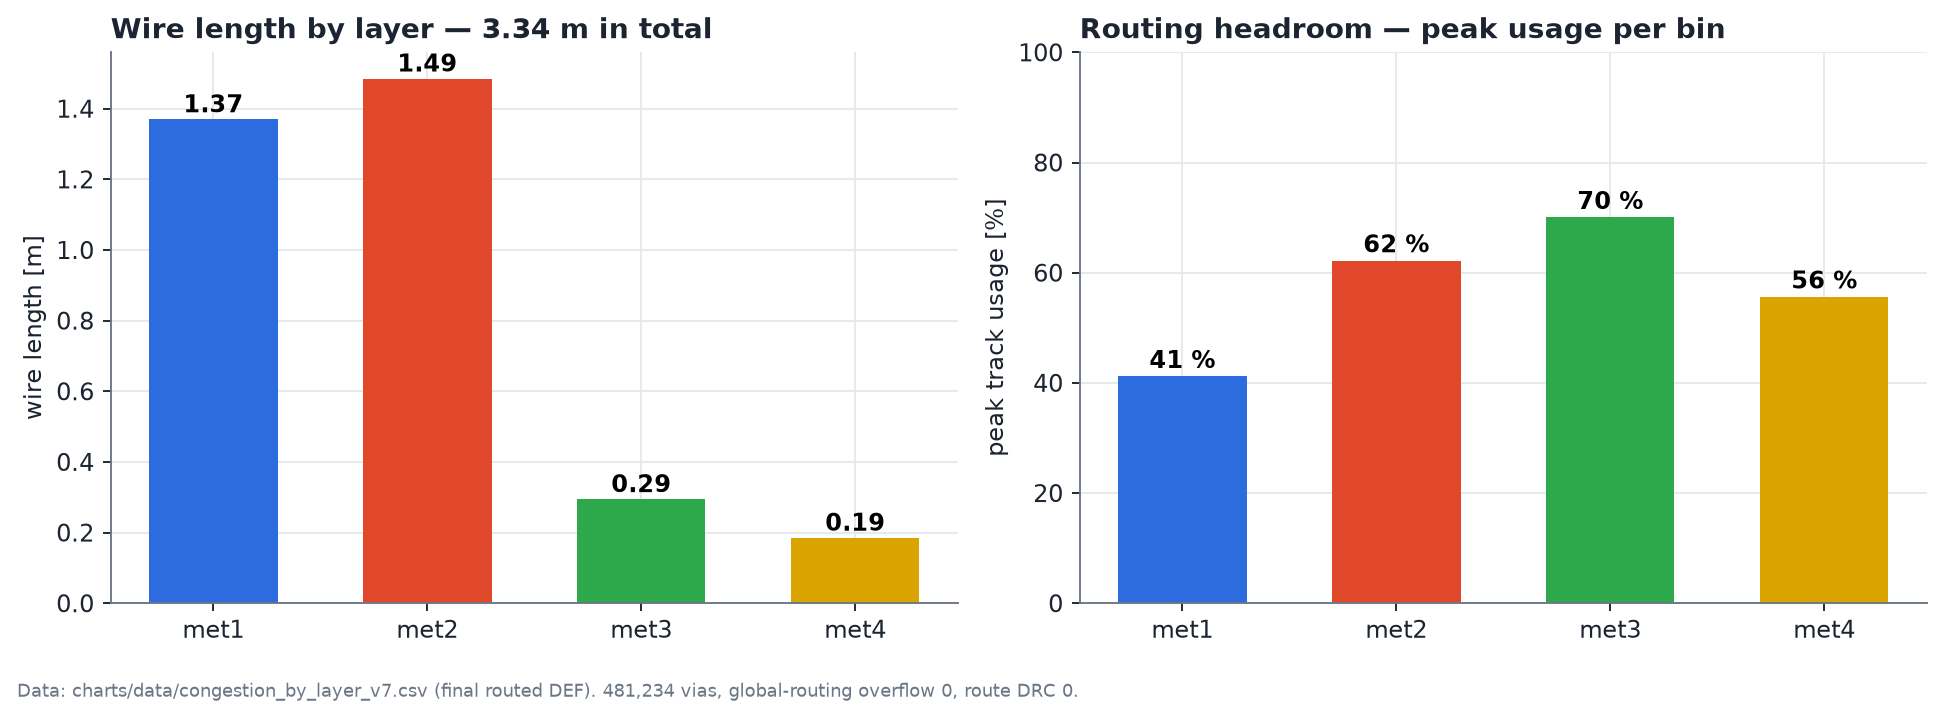 Wire length by layer — 3.34 m in total
wire length [m]
1.4
1.2
1.0
0.8
0.6
0.4
0.2
0.0
1.37
1.49
0.29
0.19
met1
met2
met3
met4
Routing headroom — peak usage per bin
peak track usage [%]
100
80
60
40
20
0
41 %
62 %
70 %
56 %
met1
met2
met3
met4
Data: charts/data/congestion_by_layer_v7.csv (final routed DEF). 481,234 vias, global-routing overflow 0, route DRC 0.